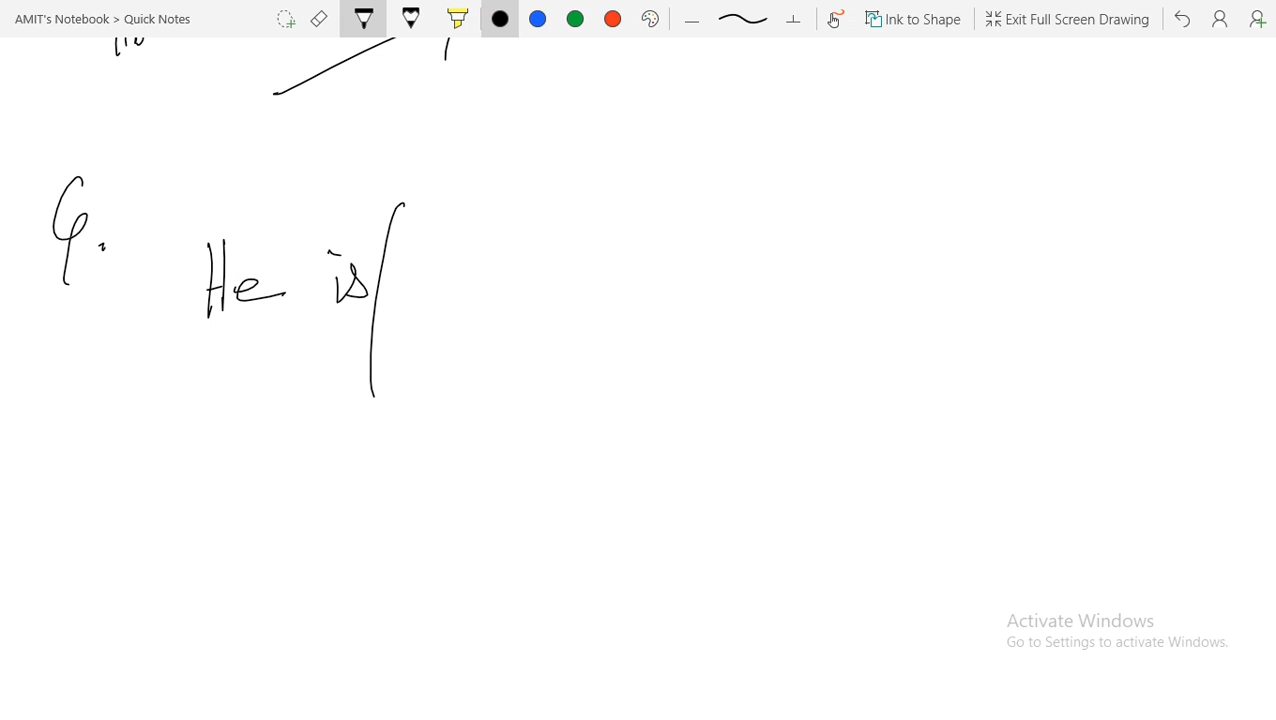 AMIT's Notebook > Quick Notes
Ink to Shape
Exit Full Screen Drawing
Q.
He is (
Activate Windows
Go to Settings to activate Windows.